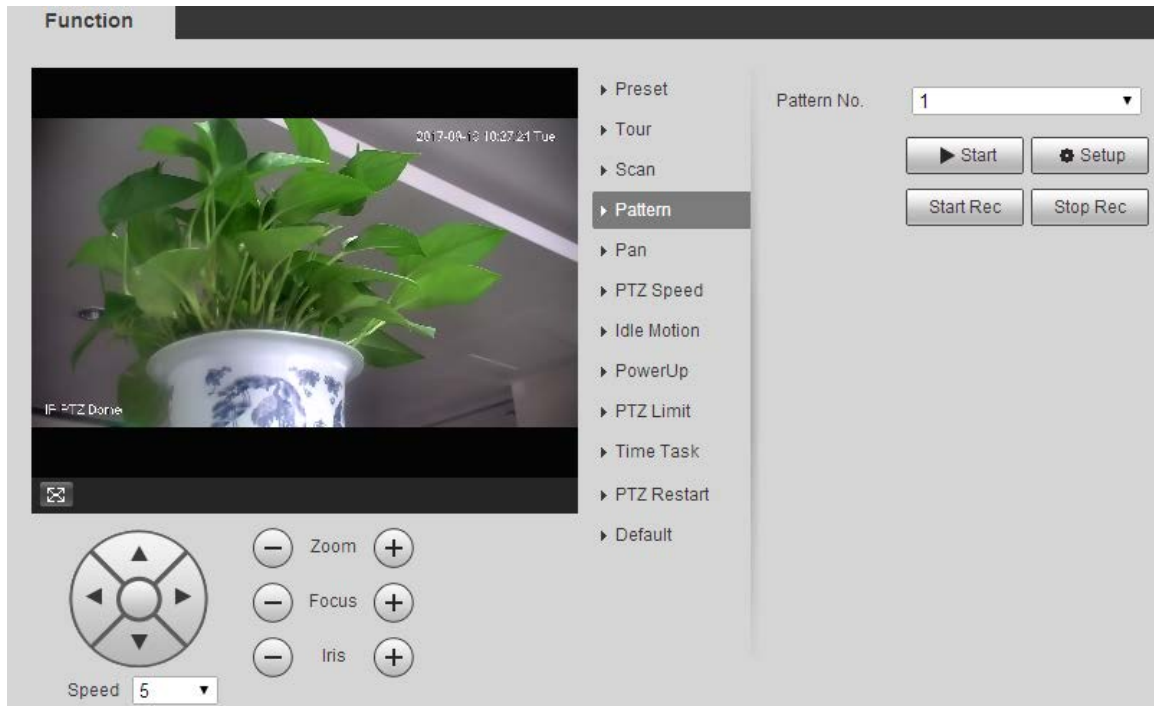 Function
2017-09-19 10:27:21 Tue
IP PTZ Dome
Preset
Tour
Scan
Pattern
Pan
PTZ Speed
Idle Motion
PowerUp
PTZ Limit
Time Task
PTZ Restart
Default
Pattern No. 1
Start Setup
Start Rec Stop Rec
Zoom
Focus
Iris
Speed 5